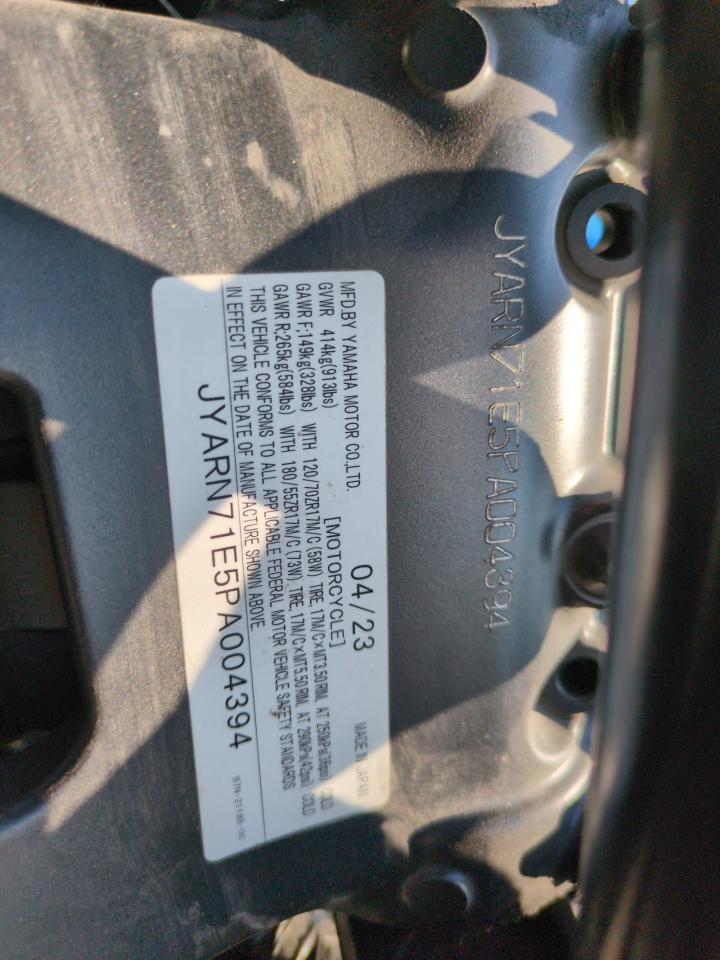 JYARN71E5PA004394
MFD.BY YAMAHA MOTOR CO.,LTD. 04/23 MADE IN JAPAN
GVWR 414kg(913lbs) [MOTORCYCLE]
GAWR F;149kg(328lbs) WITH 120/70ZR17M/C (58W) TIRE, 17M/C×MT3.50 RIM, AT 250kPa(36psi) COLD
GAWR R;265kg(584lbs) WITH 180/55ZR17M/C (73W) TIRE, 17M/C×MT5.50 RIM, AT 290kPa(42psi) COLD
THIS VEHICLE CONFORMS TO ALL APPLICABLE FEDERAL MOTOR VEHICLE SAFETY STANDARDS
IN EFFECT ON THE DATE OF MANUFACTURE SHOWN ABOVE.
JYARN71E5PA004394
B7N-2118B-00